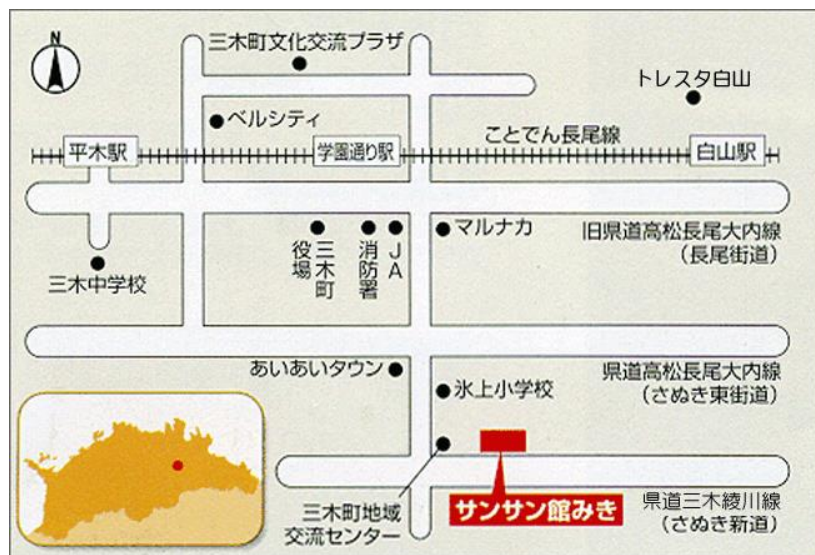 N
三木町文化交流プラザ
トレスタ白山
ベルシティ
ことでん長尾線
平木駅
学園通り駅
白山駅
マルナカ
旧県道高松長尾大内線
(長尾街道)
三木町
役場
消防署
JA
三木中学校
あいあいタウン
県道高松長尾大内線
(さぬき東街道)
氷上小学校
三木町地域
交流センター
サンサン館みき
県道三木綾川線
(さぬき新道)